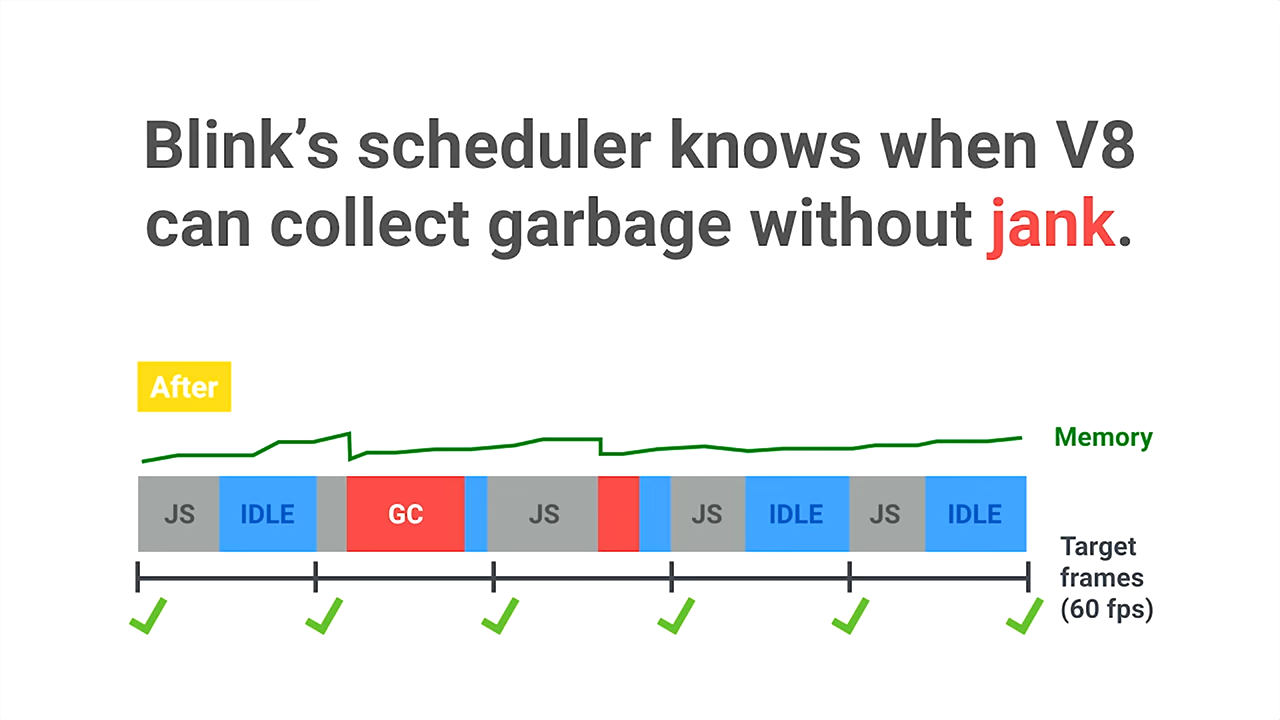 Blink’s scheduler knows when V8
can collect garbage without jank.
After
Memory
JS IDLE GC JS JS IDLE JS IDLE
Target
frames
(60 fps)